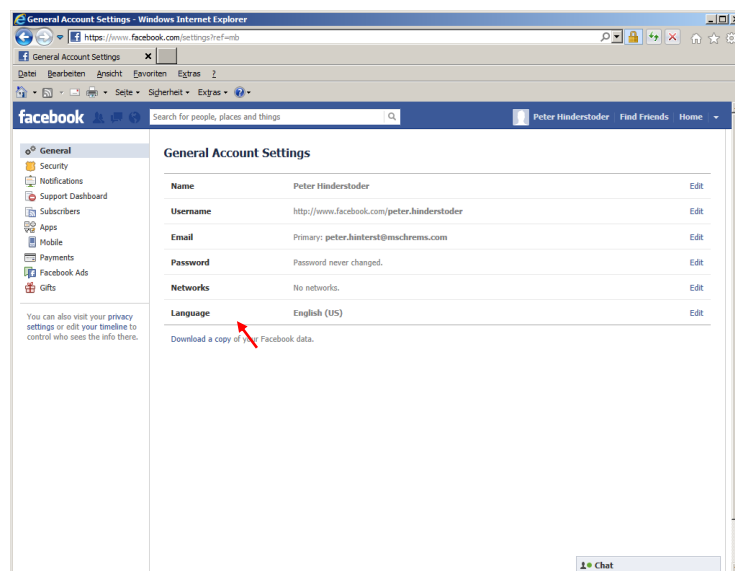 General Account Settings - Windows Internet Explorer
https://www.facebook.com/settings?ref=mb
General Account Settings
Datei Bearbeiten Ansicht Favoriten Extras ?
Seite Sicherheit Extras
facebook Search for people, places and things Peter Hinderstoder Find Friends Home
General
Security
Notifications
Support Dashboard
Subscribers
Apps
Mobile
Payments
Facebook Ads
Gifts
You can also visit your privacy
settings or edit your timeline to
control who sees the info there.
General Account Settings
Name Peter Hinderstoder Edit
Username http://www.facebook.com/peter.hinderstoder Edit
Email Primary: peter.hinterst@mschrems.com Edit
Password Password never changed. Edit
Networks No networks. Edit
Language English (US) Edit
Download a copy of your Facebook data.
Chat